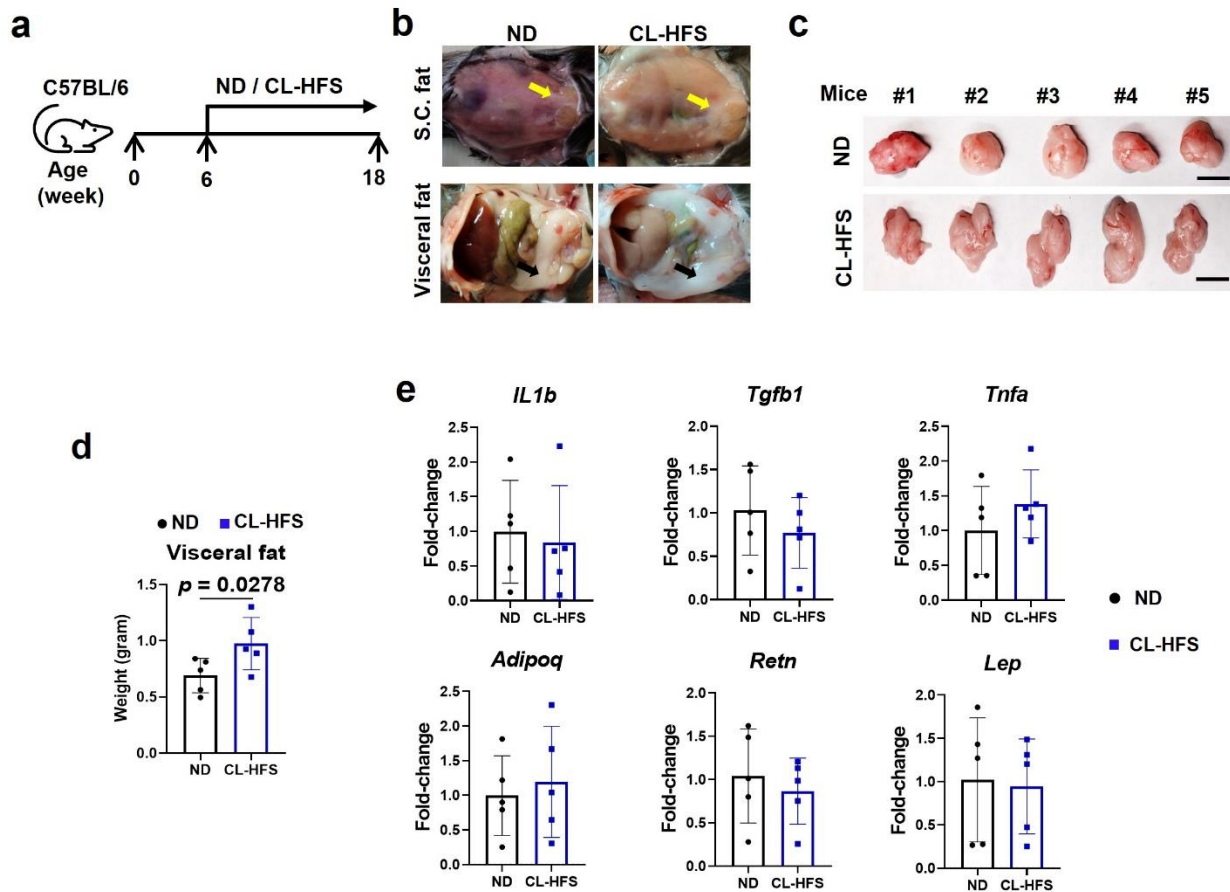 a
C57BL/6
ND / CL-HFS
Age
(week)
0
6
18
b
ND
CL-HFS
S.C. fat
Visceral fat
c
Mice
#1
#2
#3
#4
#5
ND
CL-HFS
d
ND
CL-HFS
Visceral fat
p = 0.0278
Weight (gram)
1.5
1.0
0.5
0.0
ND
CL-HFS
e
IL1b
Fold-change
2.5
2.0
1.5
1.0
0.5
0.0
ND
CL-HFS
Tgfb1
Fold-change
2.0
1.5
1.0
0.5
0.0
ND
CL-HFS
Tnfa
Fold-change
2.5
2.0
1.5
1.0
0.5
0.0
ND
CL-HFS
ND
CL-HFS
Adipoq
Fold-change
2.5
2.0
1.5
1.0
0.5
0.0
ND
CL-HFS
Retn
Fold-change
2.0
1.5
1.0
0.5
0.0
ND
CL-HFS
Lep
Fold-change
2.0
1.5
1.0
0.5
0.0
ND
CL-HFS